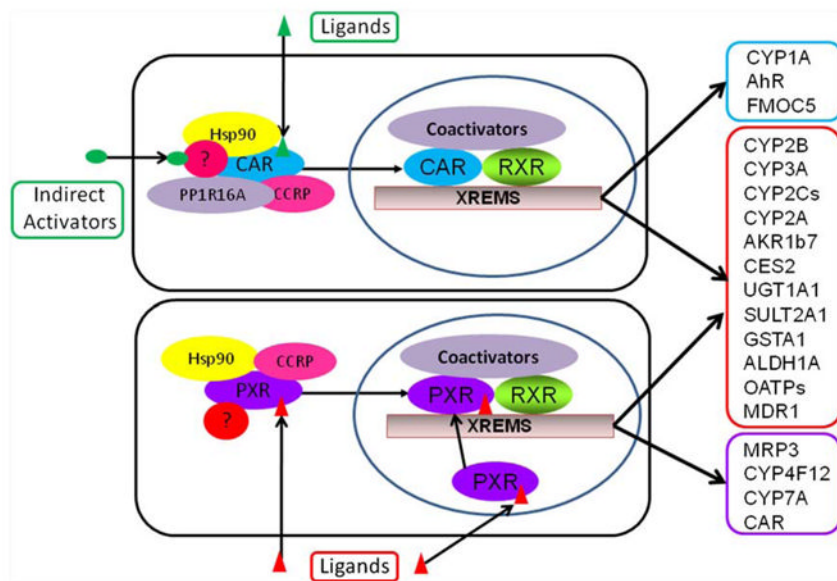 Ligands
Hsp90
?
CAR
PP1R16A
CCRP
Indirect
Activators
Coactivators
CAR
RXR
XREMS
CYP1A
AhR
FMOC5
CYP2B
CYP3A
CYP2Cs
CYP2A
AKR1b7
CES2
UGT1A1
SULT2A1
GSTA1
ALDH1A
OATPs
MDR1
Hsp90
CCRP
PXR
?
Coactivators
PXR
RXR
XREMS
PXR
Ligands
MRP3
CYP4F12
CYP7A
CAR